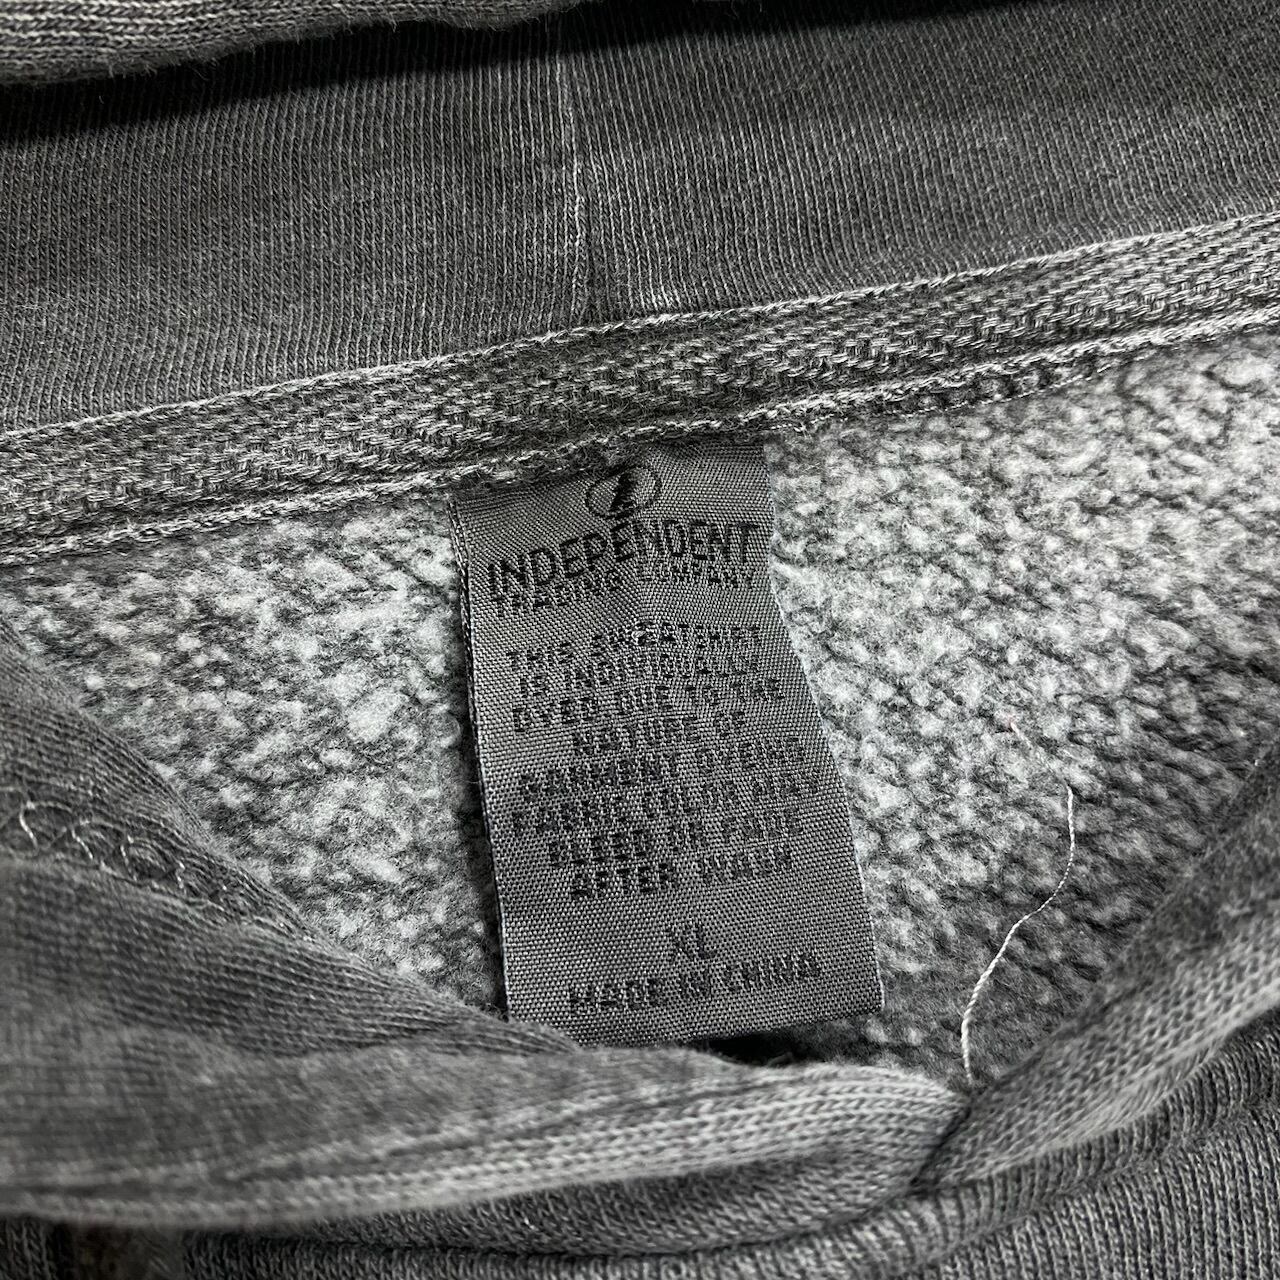 INDEPENDENT
TRADING COMPANY
THIS SWEATSHIRT
IS INDIVIDUALLY
DYED DUE TO THE
NATURE OF
GARMENT DYEING
FABRIC COLOR MAY
BLEED OR FADE
AFTER WASH
XL
MADE IN CHINA